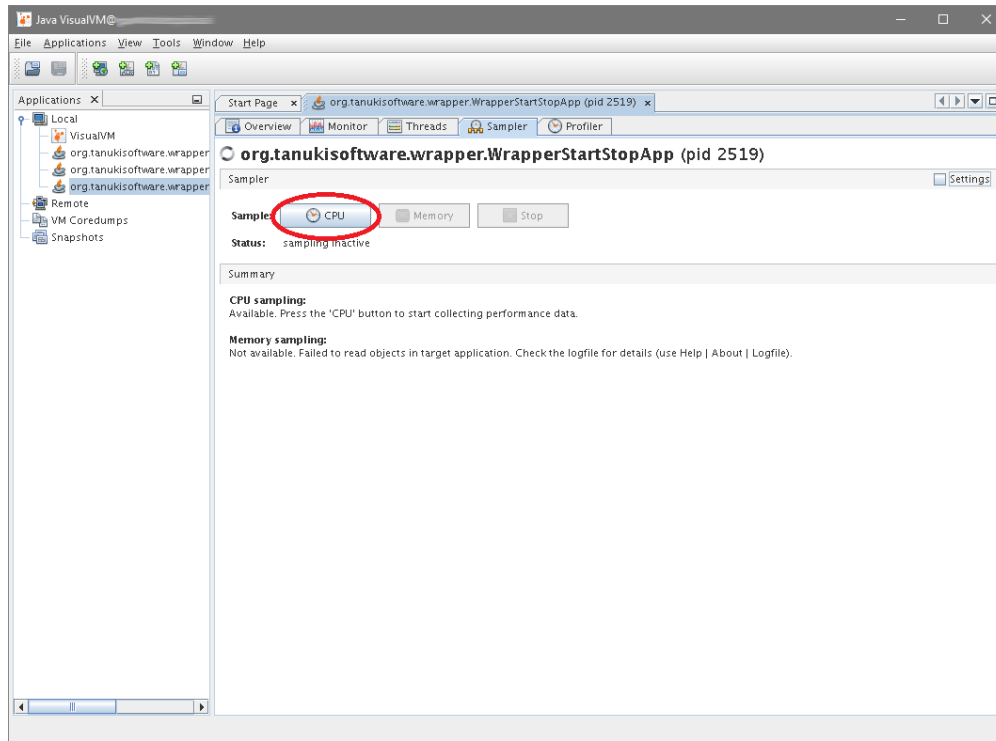 Java VisualVM@
File Applications View Tools Window Help
Applications
Local
VisualVM
org.tanukisoftware.wrapper
org.tanukisoftware.wrapper
org.tanukisoftware.wrapper
Remote
VM Coredumps
Snapshots
Start Page org.tanukisoftware.wrapper.WrapperStartStopApp (pid 2519)
Overview Monitor Threads Sampler Profiler
org.tanukisoftware.wrapper.WrapperStartStopApp (pid 2519)
Sampler Settings
Sample: CPU Memory Stop
Status: sampling inactive
Summary
CPU sampling:
Available. Press the 'CPU' button to start collecting performance data.
Memory sampling:
Not available. Failed to read objects in target application. Check the logfile for details (use Help | About | Logfile).